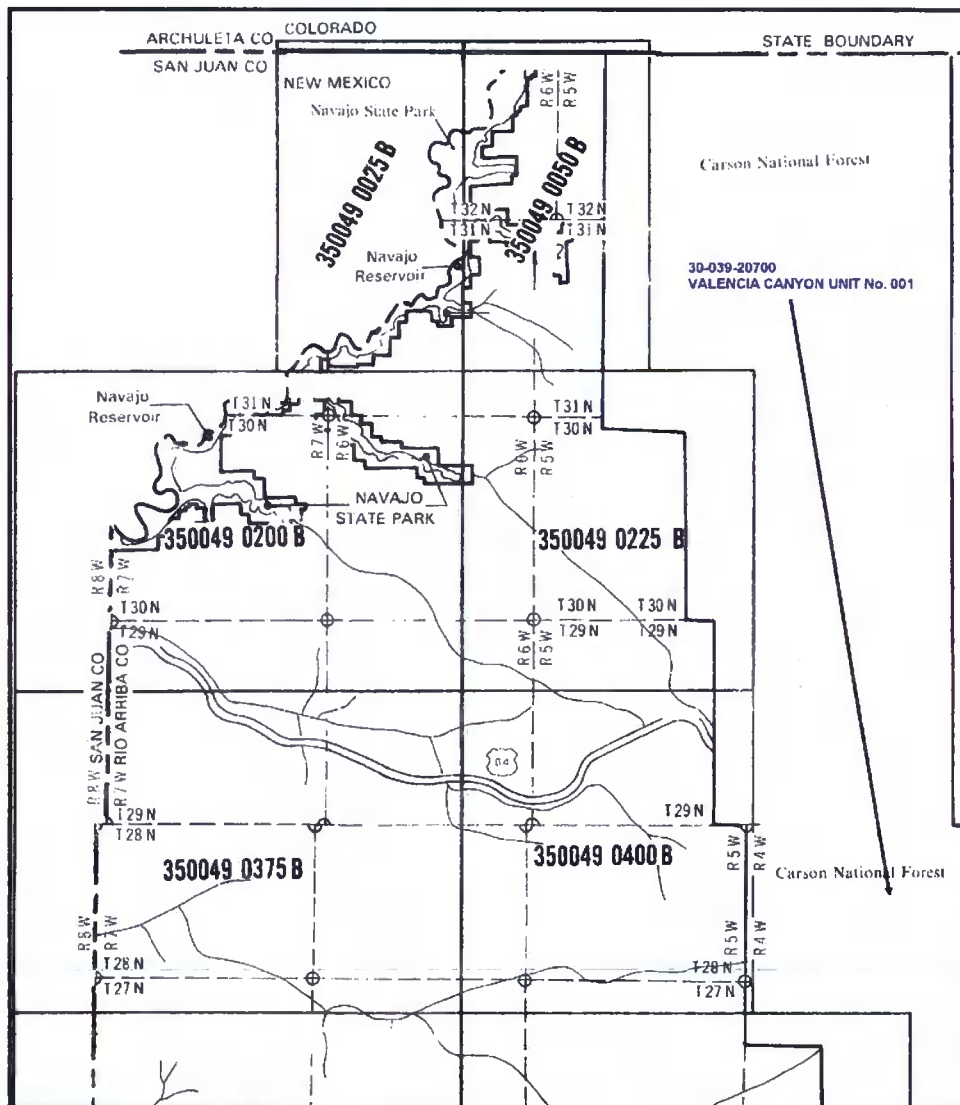 ARCHULETA CO
COLORADO
STATE BOUNDARY
SAN JUAN CO
NEW MEXICO
Navajo State Park
R6W
R5W
350049 0025 B
350049 0050 B
Carson National Forest
T32N
T31N
T32N
T31N
Navajo
Reservoir
30-039-20700
VALENCIA CANYON UNIT No. 001
Navajo
Reservoir
T31N
T30N
R7W
R6W
T31N
T30N
R6W
R5W
NAVAJO
STATE PARK
350049 0200 B
350049 0225 B
R8W
R7W
T30N
T29N
T30N
T29N
T30N
T29N
R6W
R5W
R8W SAN JUAN CO
R7W RIO ARRIBA CO
T29N
T28N
T29N
350049 0375 B
350049 0400 B
R5W
R4W
Carson National Forest
R7W
R5W
R4W
T28N
T27N
T28N
T27N